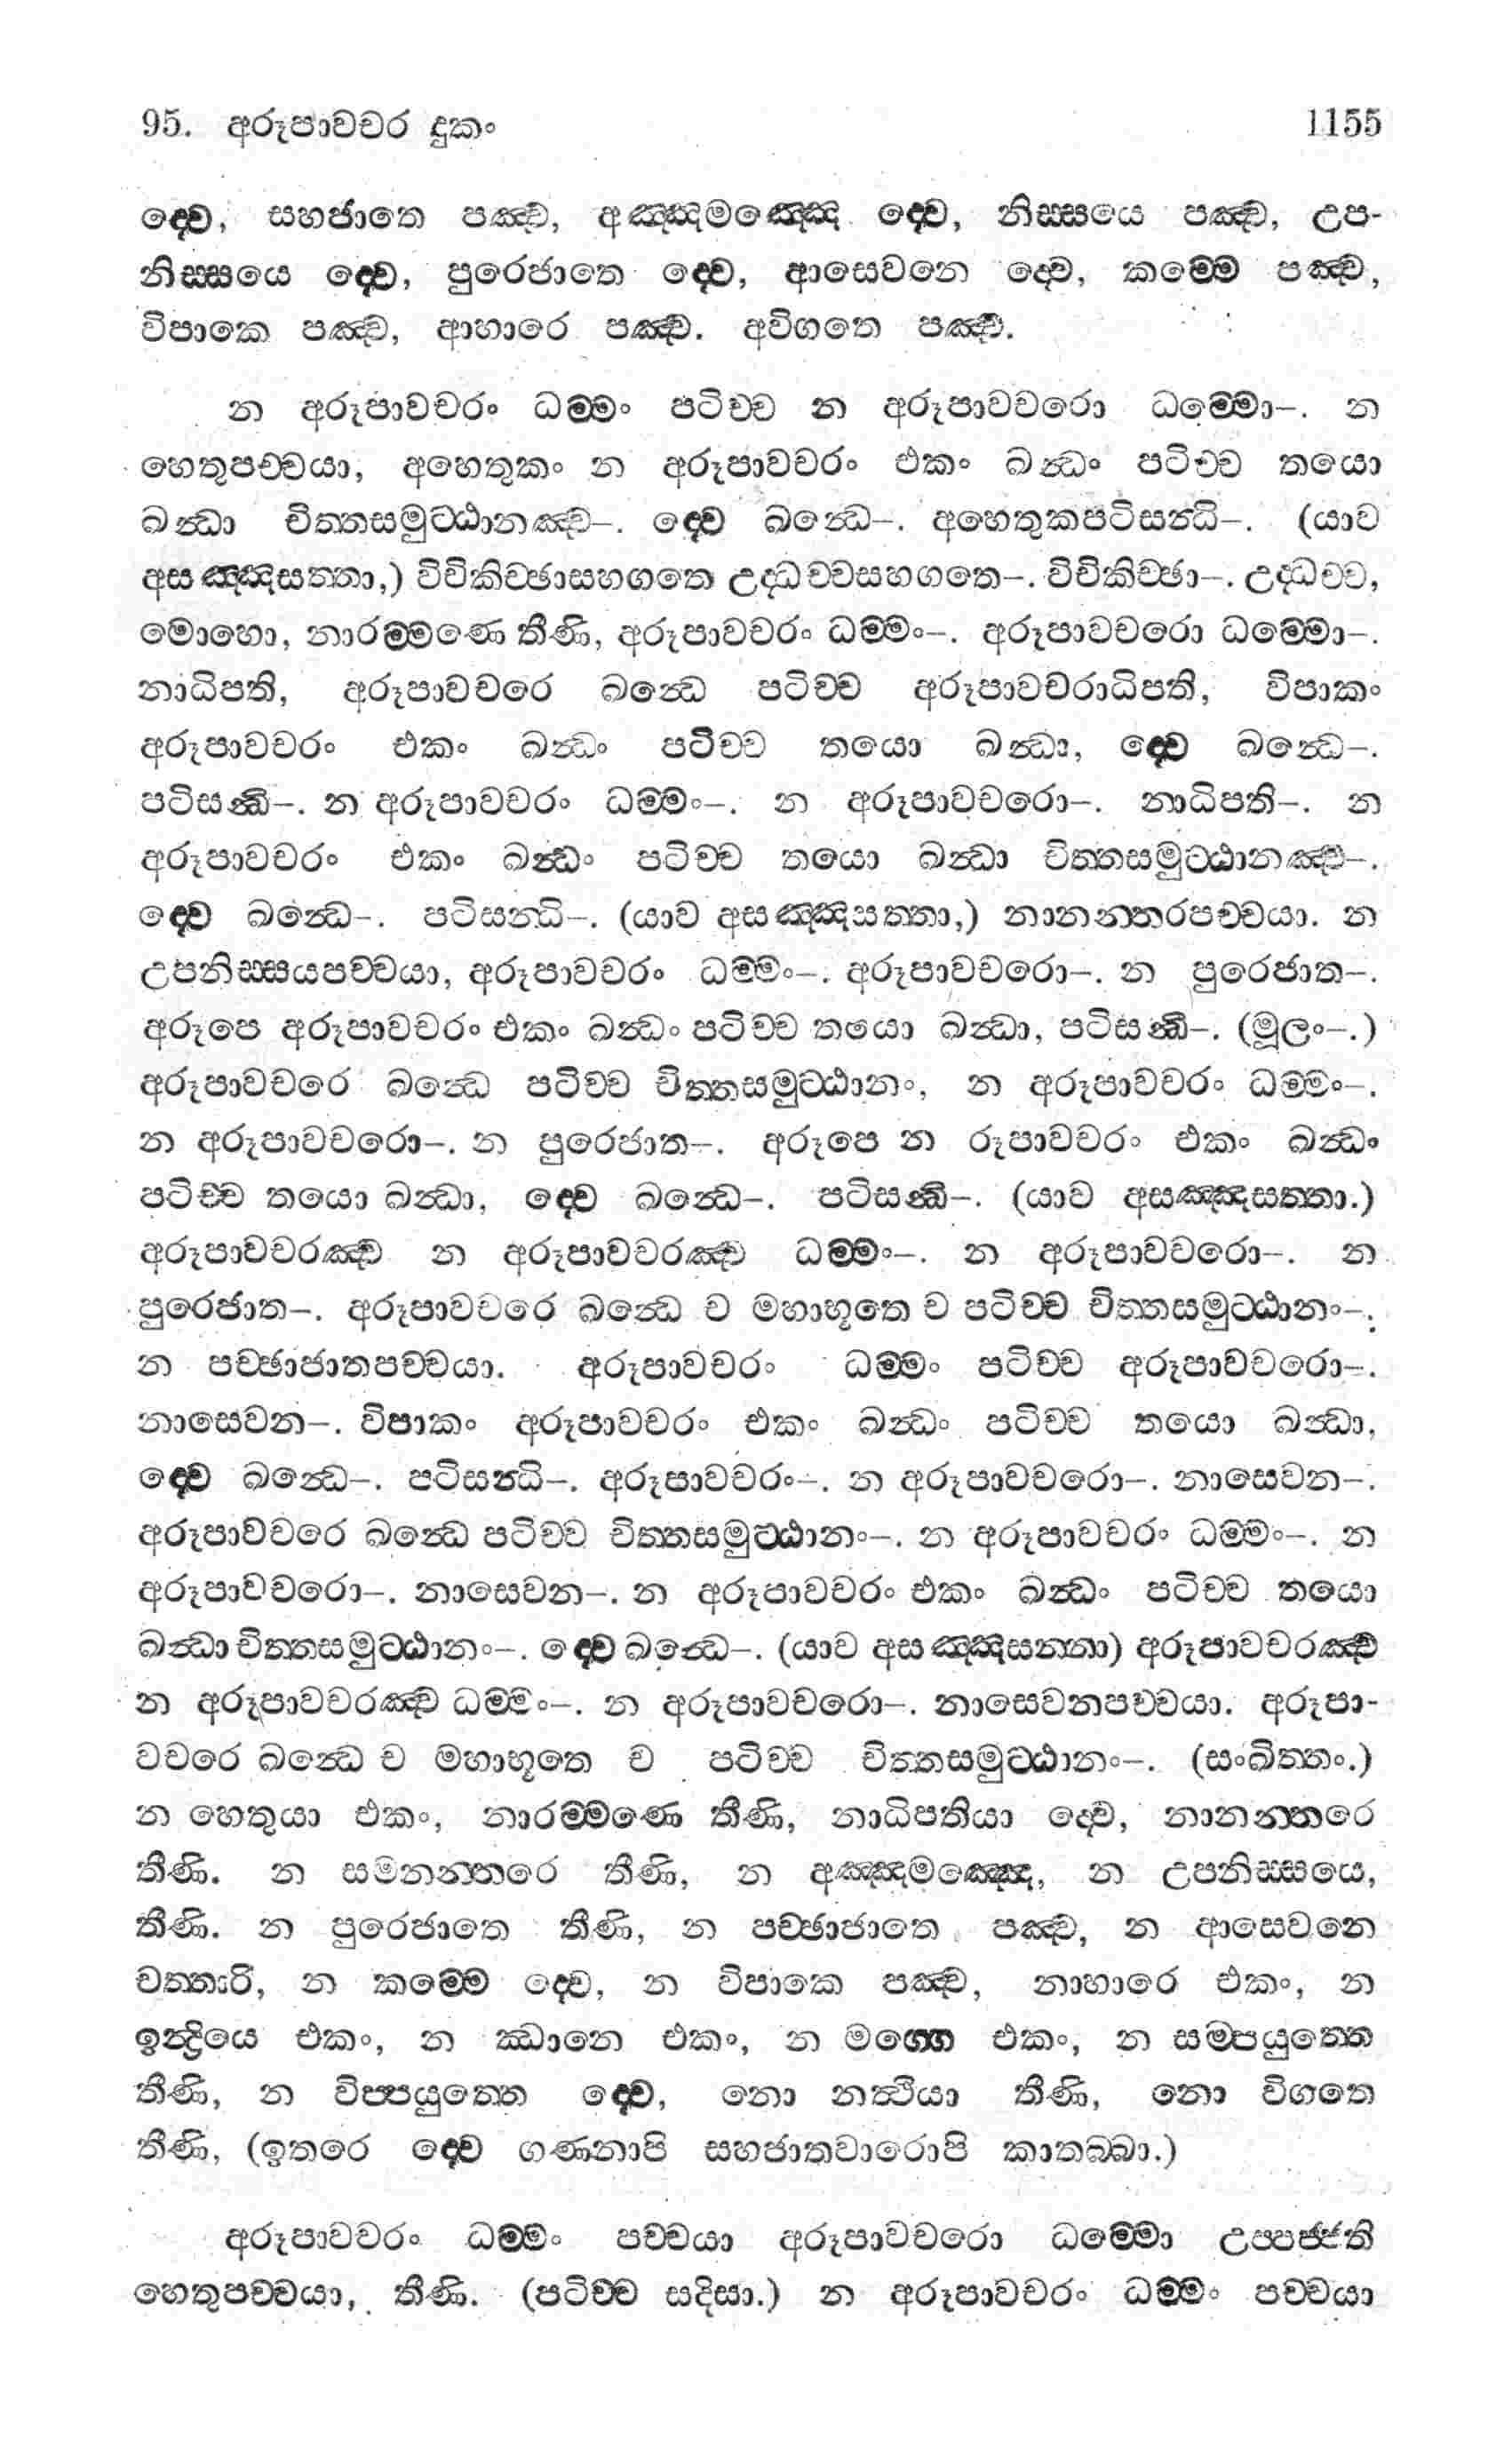 95. අරූපාවචර දුකං 1155
ද්වෙ, සහජාතෙ පඤ්ච, අඤ්ඤමඤ්ඤෙ ද්වෙ, නිස්සයෙ පඤ්ච, උප-
නිස්සයෙ ද්වෙ, පුරෙජාතෙ ද්වෙ, ආසෙවනෙ ද්වෙ, කම්මෙ පඤ්ච,
විපාකෙ පඤ්ච, ආහාරෙ පඤ්ච. අවිගතෙ පඤ්ච.
න අරූපාවචරං ධම්මං පටිච්ච න අරූපාවචරො ධම්මො–. න
හෙතුපච්චයා, අහෙතුකං න අරූපාවචරං එකං ඛන්ධං පටිච්ච තයො
ඛන්ධා චිත්තසමුට්ඨානඤ්ච–. ද්වෙ ඛන්ධෙ–. අහෙතුකපටිසන්ධි–. (යාව
අසඤ්ඤසත්තා,) විචිකිච්ඡාසහගතෙ උද්ධච්චසහගතෙ–. විචිකිච්ඡා–. උද්ධච්ච,
මොහො, නාරම්මණෙ තීණි, අරූපාවචරං ධම්මං–. අරූපාවචරො ධම්මො–.
නාධිපති, අරූපාවචරෙ ඛන්ධෙ පටිච්ච අරූපාවචරාධිපති, විපාකං
අරූපාවචරං එකං ඛන්ධං පටිච්ච තයො ඛන්ධා, ද්වෙ ඛන්ධෙ–.
පටිසන්ධි–. න අරූපාවචරං ධම්මං–. න අරූපාවචරො–. නාධිපති–. න
අරූපාවචරං එකං ඛන්ධං පටිච්ච තයො ඛන්ධා චිත්තසමුට්ඨානඤ්ච–.
ද්වෙ ඛන්ධෙ–. පටිසන්ධි–. (යාව අසඤ්ඤසත්තා,) නානන්තරපච්චයා. න
උපනිස්සයපච්චයා, අරූපාවචරං ධම්මං–. අරූපාවචරො–. න පුරෙජාත–.
අරූපෙ අරූපාවචරං එකං ඛන්ධං පටිච්ච තයො ඛන්ධා, පටිසන්ධි–. (මූලං–.)
අරූපාවචරෙ ඛන්ධෙ පටිච්ච චිත්තසමුට්ඨානං, න අරූපාවචරං ධම්මං–.
න අරූපාවචරො–. න පුරෙජාත–. අරූපෙ න රූපාවචරං එකං ඛන්ධං
පටිච්ච තයො ඛන්ධා, ද්වෙ ඛන්ධෙ–. පටිසන්ධි–. (යාව අසඤ්ඤසත්තා.)
අරූපාවචරඤ්ච න අරූපාවචරඤ්ච ධම්මං–. න අරූපාවචරො–. න
පුරෙජාත–. අරූපාවචරෙ ඛන්ධෙ ච මහාභූතෙ ච පටිච්ච චිත්තසමුට්ඨානං–.
න පච්ඡාජාතපච්චයා. අරූපාවචරං ධම්මං පටිච්ච අරූපාවචරො–.
නාසෙවන–. විපාකං අරූපාවචරං එකං ඛන්ධං පටිච්ච තයො ඛන්ධා,
ද්වෙ ඛන්ධෙ–. පටිසන්ධි–. අරූපාවචරං–. න අරූපාවචරො–. නාසෙවන–.
අරූපාවචරෙ ඛන්ධෙ පටිච්ච චිත්තසමුට්ඨානං–. න අරූපාවචරං ධම්මං–. න
අරූපාවචරො–. නාසෙවන–. න අරූපාවචරං එකං ඛන්ධං පටිච්ච තයො
ඛන්ධා චිත්තසමුට්ඨානං–. ද්වෙ ඛන්ධෙ–. (යාව අසඤ්ඤසත්තා) අරූපාවචරඤ්ච
න අරූපාවචරඤ්ච ධම්මං–. න අරූපාවචරො–. නාසෙවනපච්චයා. අරූපා-
වචරෙ ඛන්ධෙ ච මහාභූතෙ ච පටිච්ච චිත්තසමුට්ඨානං–. (සංඛිත්තං.)
න හෙතුයා එකං, නාරම්මණෙ තීණි, නාධිපතියා ද්වෙ, නානන්තරෙ
තීණි. න සමනන්තරෙ තීණි, න අඤ්ඤමඤ්ඤෙ, න උපනිස්සයෙ,
තීණි. න පුරෙජාතෙ තීණි, න පච්ඡාජාතෙ පඤ්ච, න ආසෙවනෙ
චත්තාරි, න කම්මෙ ද්වෙ, න විපාකෙ පඤ්ච, නාහාරෙ එකං, න
ඉන්ද්‍රියෙ එකං, න ඣානෙ එකං, න මග්ගෙ එකං, න සම්පයුත්තෙ
තීණි, න විප්පයුත්තෙ ද්වෙ, නො නත්ථියා තීණි, නො විගතෙ
තීණි, (ඉතරෙ ද්වෙ ගණනාපි සහජාතවාරොපි කාතබ්බා.)
අරූපාවචරං ධම්මං පච්චයා අරූපාවචරො ධම්මො උප්පජ්ජති
හෙතුපච්චයා, තීණි. (පටිච්ච සදිසා.) න අරූපාවචරං ධම්මං පච්චයා